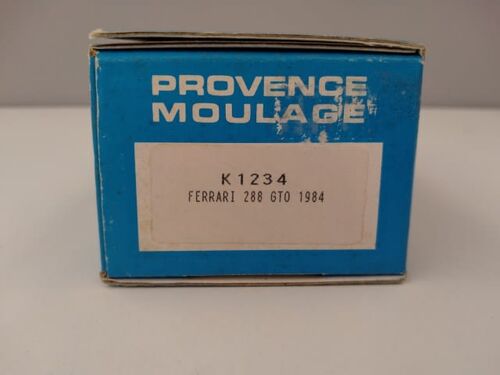 PROVENCE
MOULAGE
K1234
FERRARI 288 GTO 1984